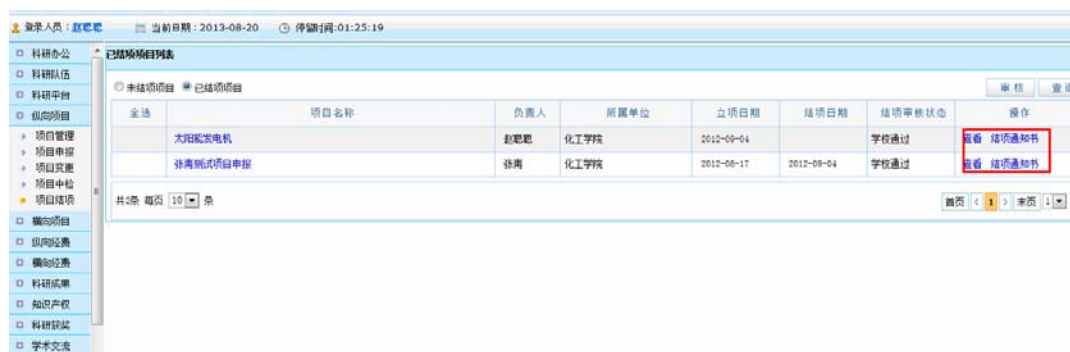 登录人员：赵聪聪 当前日期：2013-08-20 停留时间:01:25:19
科研办公
科研队伍
科研平台
纵向项目
项目管理
项目申报
项目变更
项目中检
项目结项
横向项目
纵向经费
横向经费
科研成果
知识产权
科研获奖
学术交流
已结项项目列表
未结项项目 已结项项目
审核
全选 项目名称 负责人 所属单位 立项日期 结项日期 结项审核状态 操作
太阳能发电机 赵聪聪 化工学院 2012-09-04 学校通过 查看 结项通知书
张南测试项目申报 张南 化工学院 2012-08-17 2012-09-04 学校通过 查看 结项通知书
共2条 每页 10 条 首页 < 1 > 末页 1